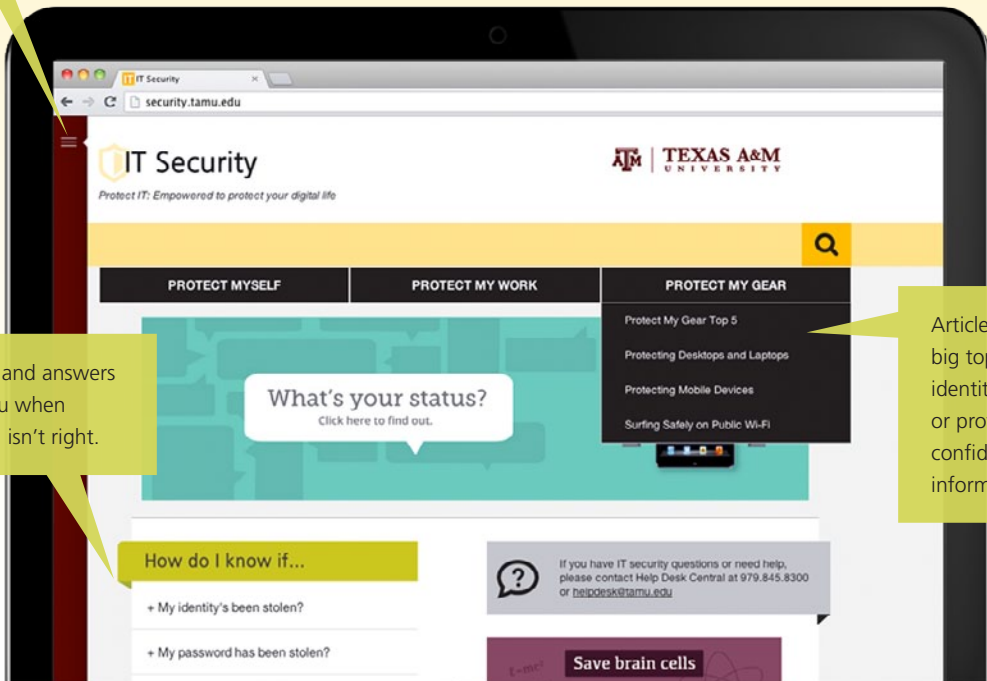 IT Security
security.tamu.edu
IT Security
Protect IT: Empowered to protect your digital life
ĀM | TEXAS A&M
UNIVERSITY
PROTECT MYSELF
PROTECT MY WORK
PROTECT MY GEAR
Protect My Gear Top 5
Protecting Desktops and Laptops
Protecting Mobile Devices
Surfing Safely on Public Wi-Fi
What's your status?
Click here to find out.
and answers
u when
isn't right.
Article
big top
identit
or pro
confid
inform
How do I know if...
+ My identity's been stolen?
+ My password has been stolen?
If you have IT security questions or need help,
please contact Help Desk Central at 979.845.8300
or helpdesk@tamu.edu
E=mc²
Save brain cells